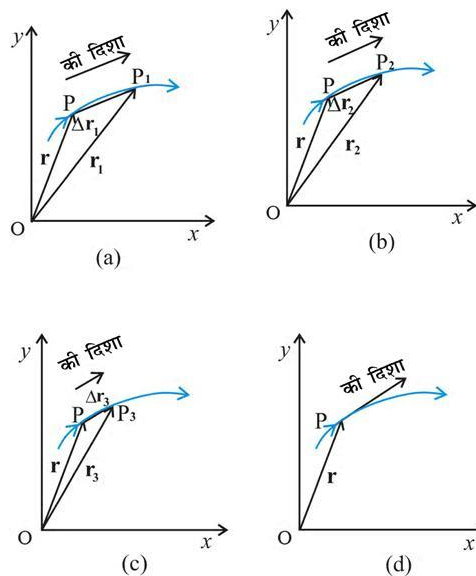 y
की दिशा
P
P1
Δr1
r
r1
O
x
(a)
y
की दिशा
P
P2
Δr2
r
r2
O
x
(b)
y
की दिशा
Δr3
P
P3
r
r3
O
x
(c)
y
की दिशा
P
r
O
x
(d)